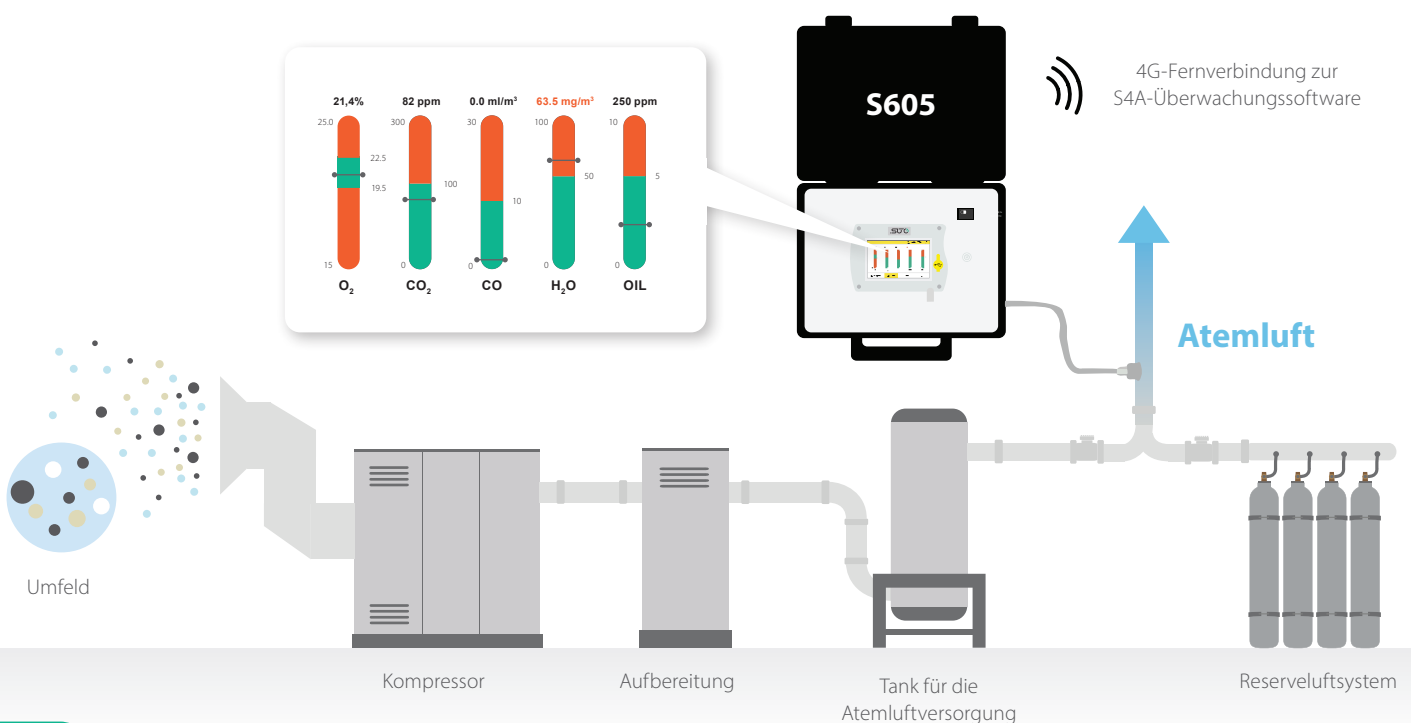 21,4%
82 ppm
0.0 ml/m³
63.5 mg/m³
250 ppm
25.0
22.5
19.5
15
O₂
300
100
0
CO₂
30
10
0
CO
100
50
0
H₂O
10
5
0
OIL
S605
SUTO
4G-Fernverbindung zur
S4A-Überwachungssoftware
Atemluft
Umfeld
Kompressor
Aufbereitung
Tank für die
Atemluftversorgung
Reserveluftsystem